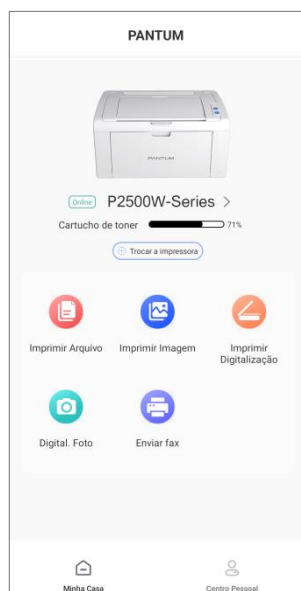 PANTUM
PANTUM
Online P2500W-Series >
Cartucho de toner 71%
Trocar a impressora
Imprimir Arquivo
Imprimir Imagem
Imprimir
Digitalização
Digital. Foto
Enviar fax
Minha Casa
Centro Pessoal